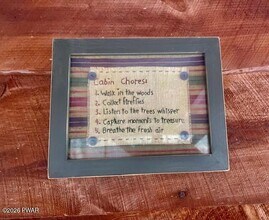 Cabin Chores:
1. Walk in the woods
2. Collect fireflies
3. Listen to the trees whisper
4. Capture moments to treasure
5. Breathe the fresh air
©2026 PWAR